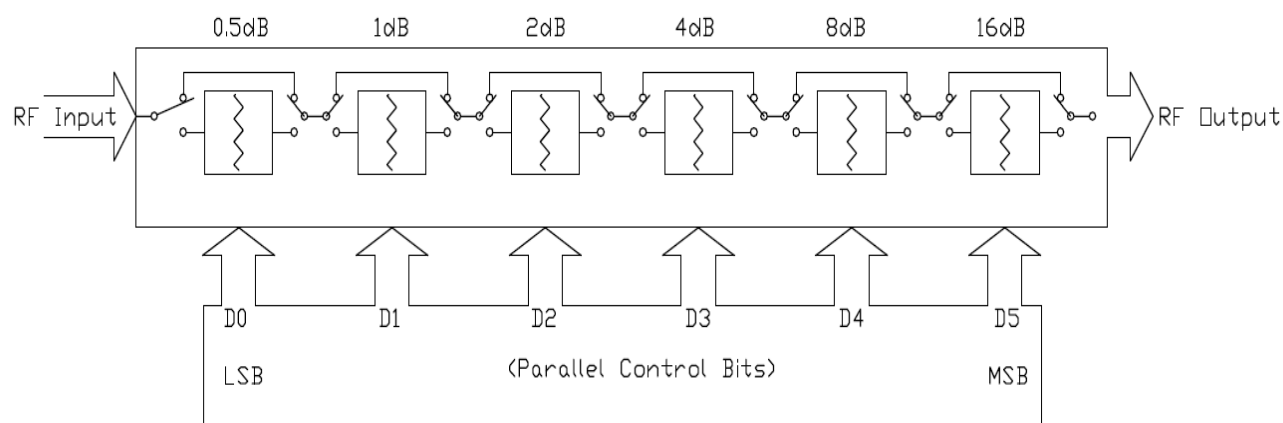 0.5dB 1dB 2dB 4dB 8dB 16dB
RF Input
RF Output
D0 D1 D2 D3 D4 D5
(Parallel Control Bits)
LSB MSB